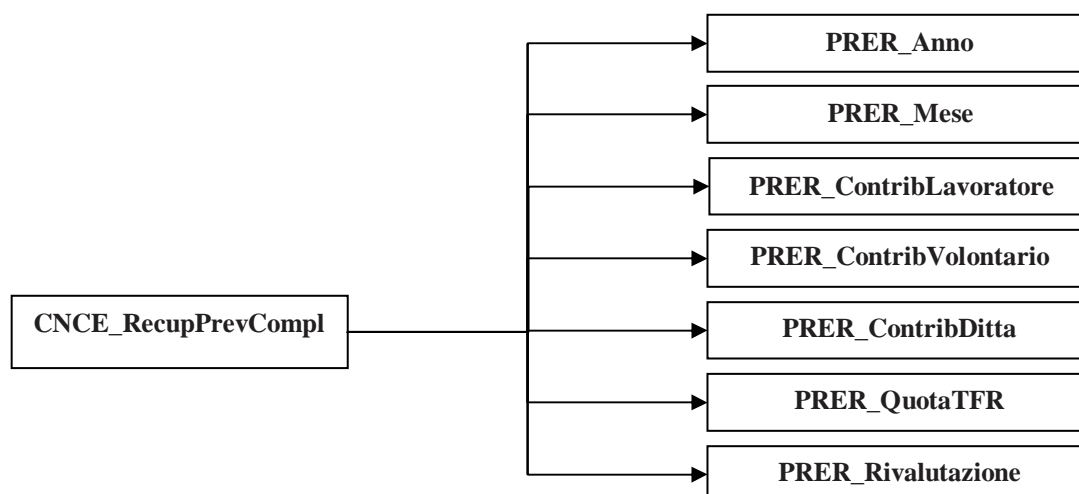 PRER_Anno
PRER_Mese
PRER_ContribLavoratore
PRER_ContribVolontario
CNCE_RecupPrevCompl
PRER_ContribDitta
PRER_QuotaTFR
PRER_Rivalutazione